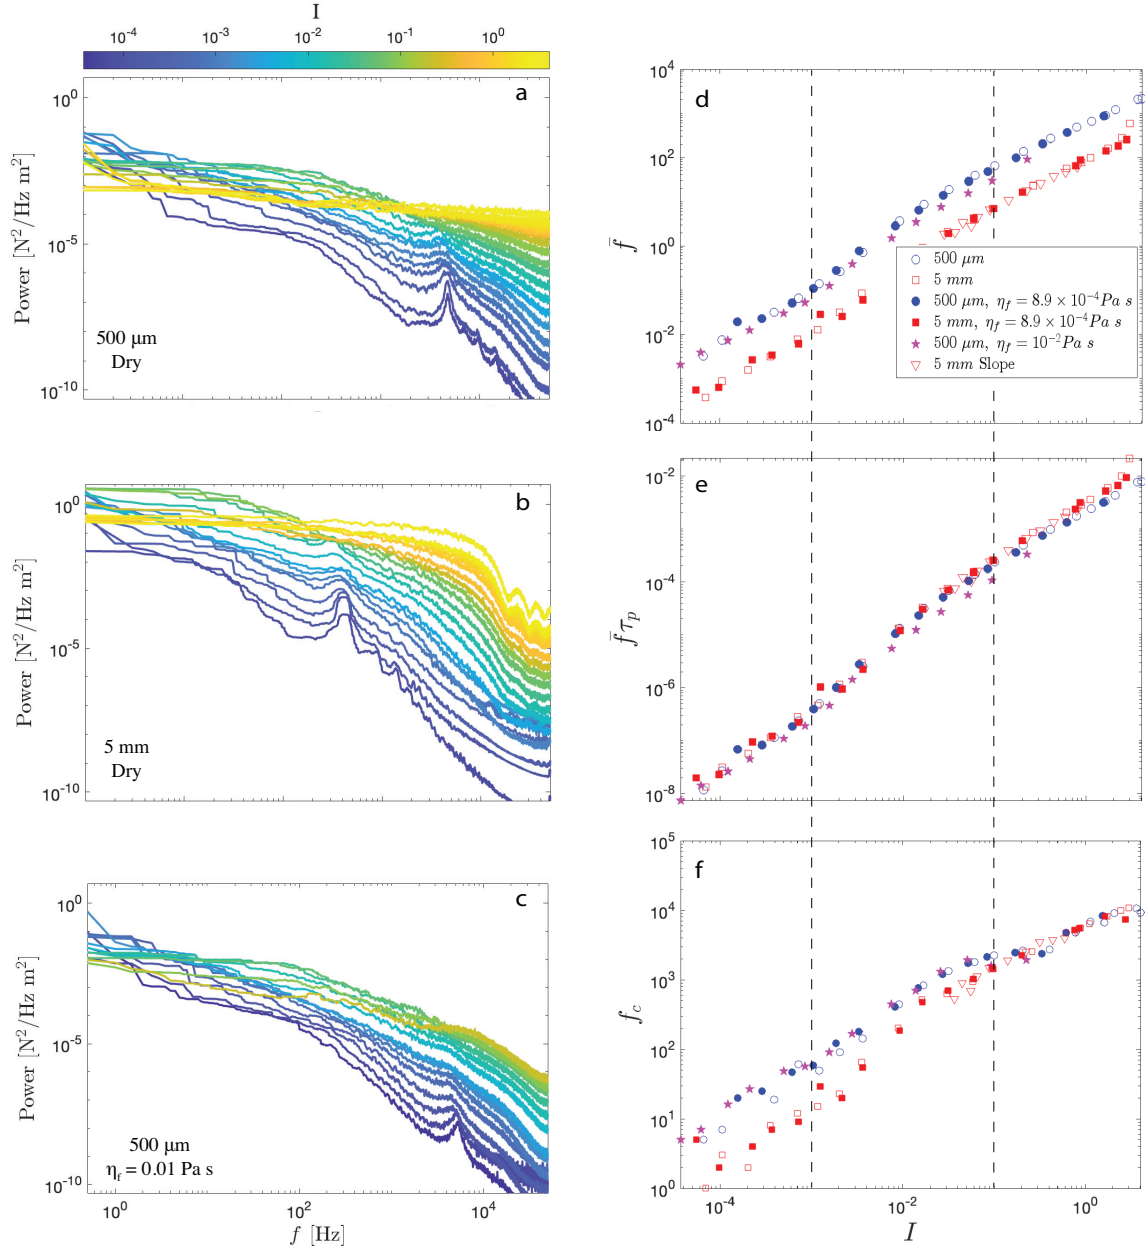 I
10^-4 10^-3 10^-2 10^-1 10^0
a
10^0
10^-5
10^-10
Power [N^2/Hz m^2]
500 μm
Dry
b
10^0
10^-5
10^-10
Power [N^2/Hz m^2]
5 mm
Dry
c
10^0
10^-5
10^-10
Power [N^2/Hz m^2]
500 μm
η_f = 0.01 Pa s
10^0 10^2 10^4
f [Hz]
d
10^4
10^2
10^0
10^-2
10^-4
f̄
500 μm
5 mm
500 μm, η_f = 8.9 × 10^-4 Pa s
5 mm, η_f = 8.9 × 10^-4 Pa s
500 μm, η_f = 10^-2 Pa s
5 mm Slope
e
10^-2
10^-4
10^-6
10^-8
f̄τ_p
f
10^5
10^4
10^3
10^2
10^1
10^0
f_c
10^-4 10^-2 10^0
I